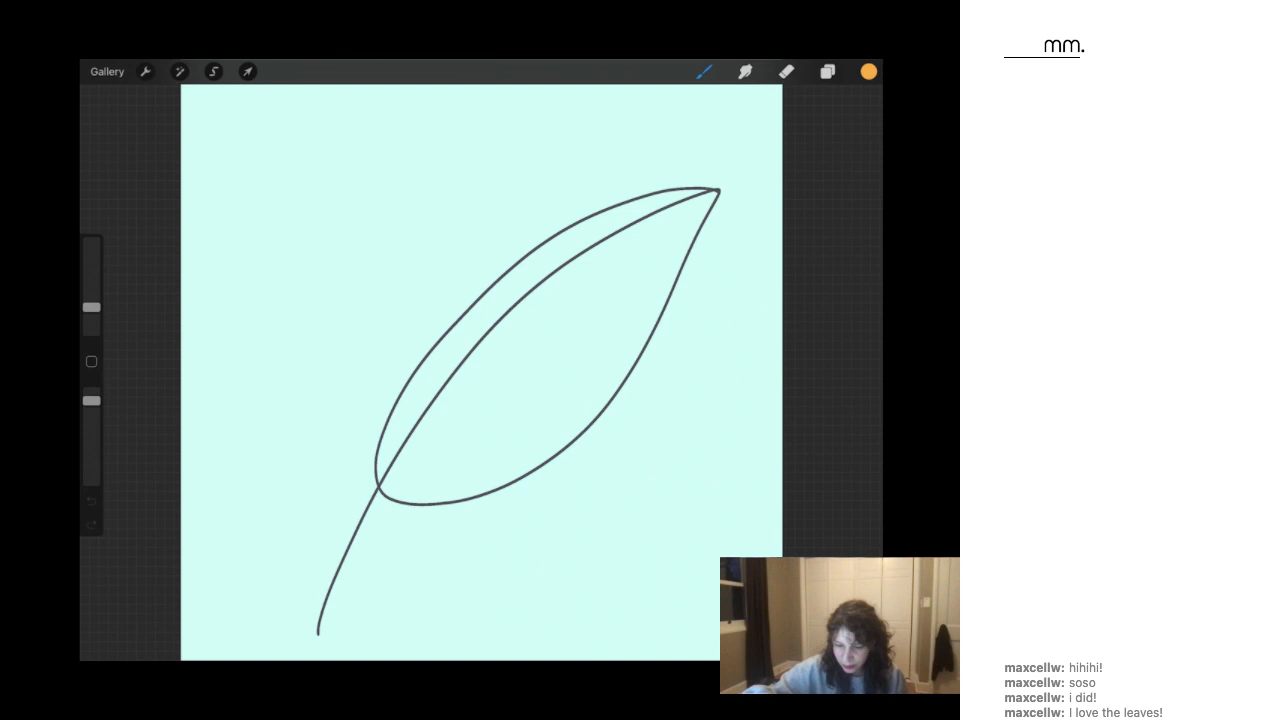 Gallery
mm.
maxcellw: hihihi!
maxcellw: soso
maxcellw: i did!
maxcellw: I love the leaves!